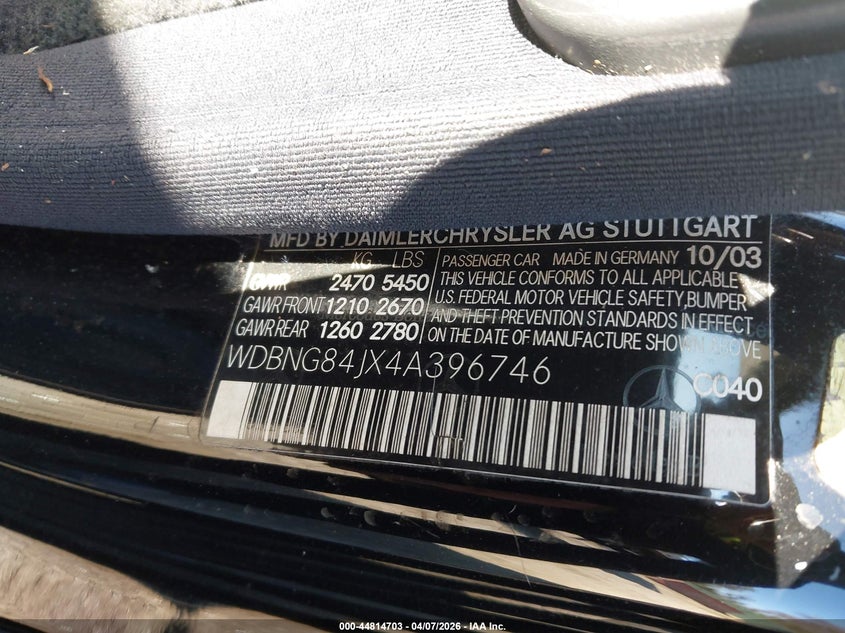 MFD BY DAIMLERCHRYSLER AG STUTTGART
KG LBS PASSENGER CAR MADE IN GERMANY 10/03
GVWR 2470 5450 THIS VEHICLE CONFORMS TO ALL APPLICABLE
GAWR FRONT 1210 2670 U.S. FEDERAL MOTOR VEHICLE SAFETY, BUMPER
GAWR REAR 1260 2780 AND THEFT PREVENTION STANDARDS IN EFFECT
ON THE DATE OF MANUFACTURE SHOWN ABOVE
WDBNG84JX4A396746
C040
000-44814703 - 04/07/2026 - IAA Inc.